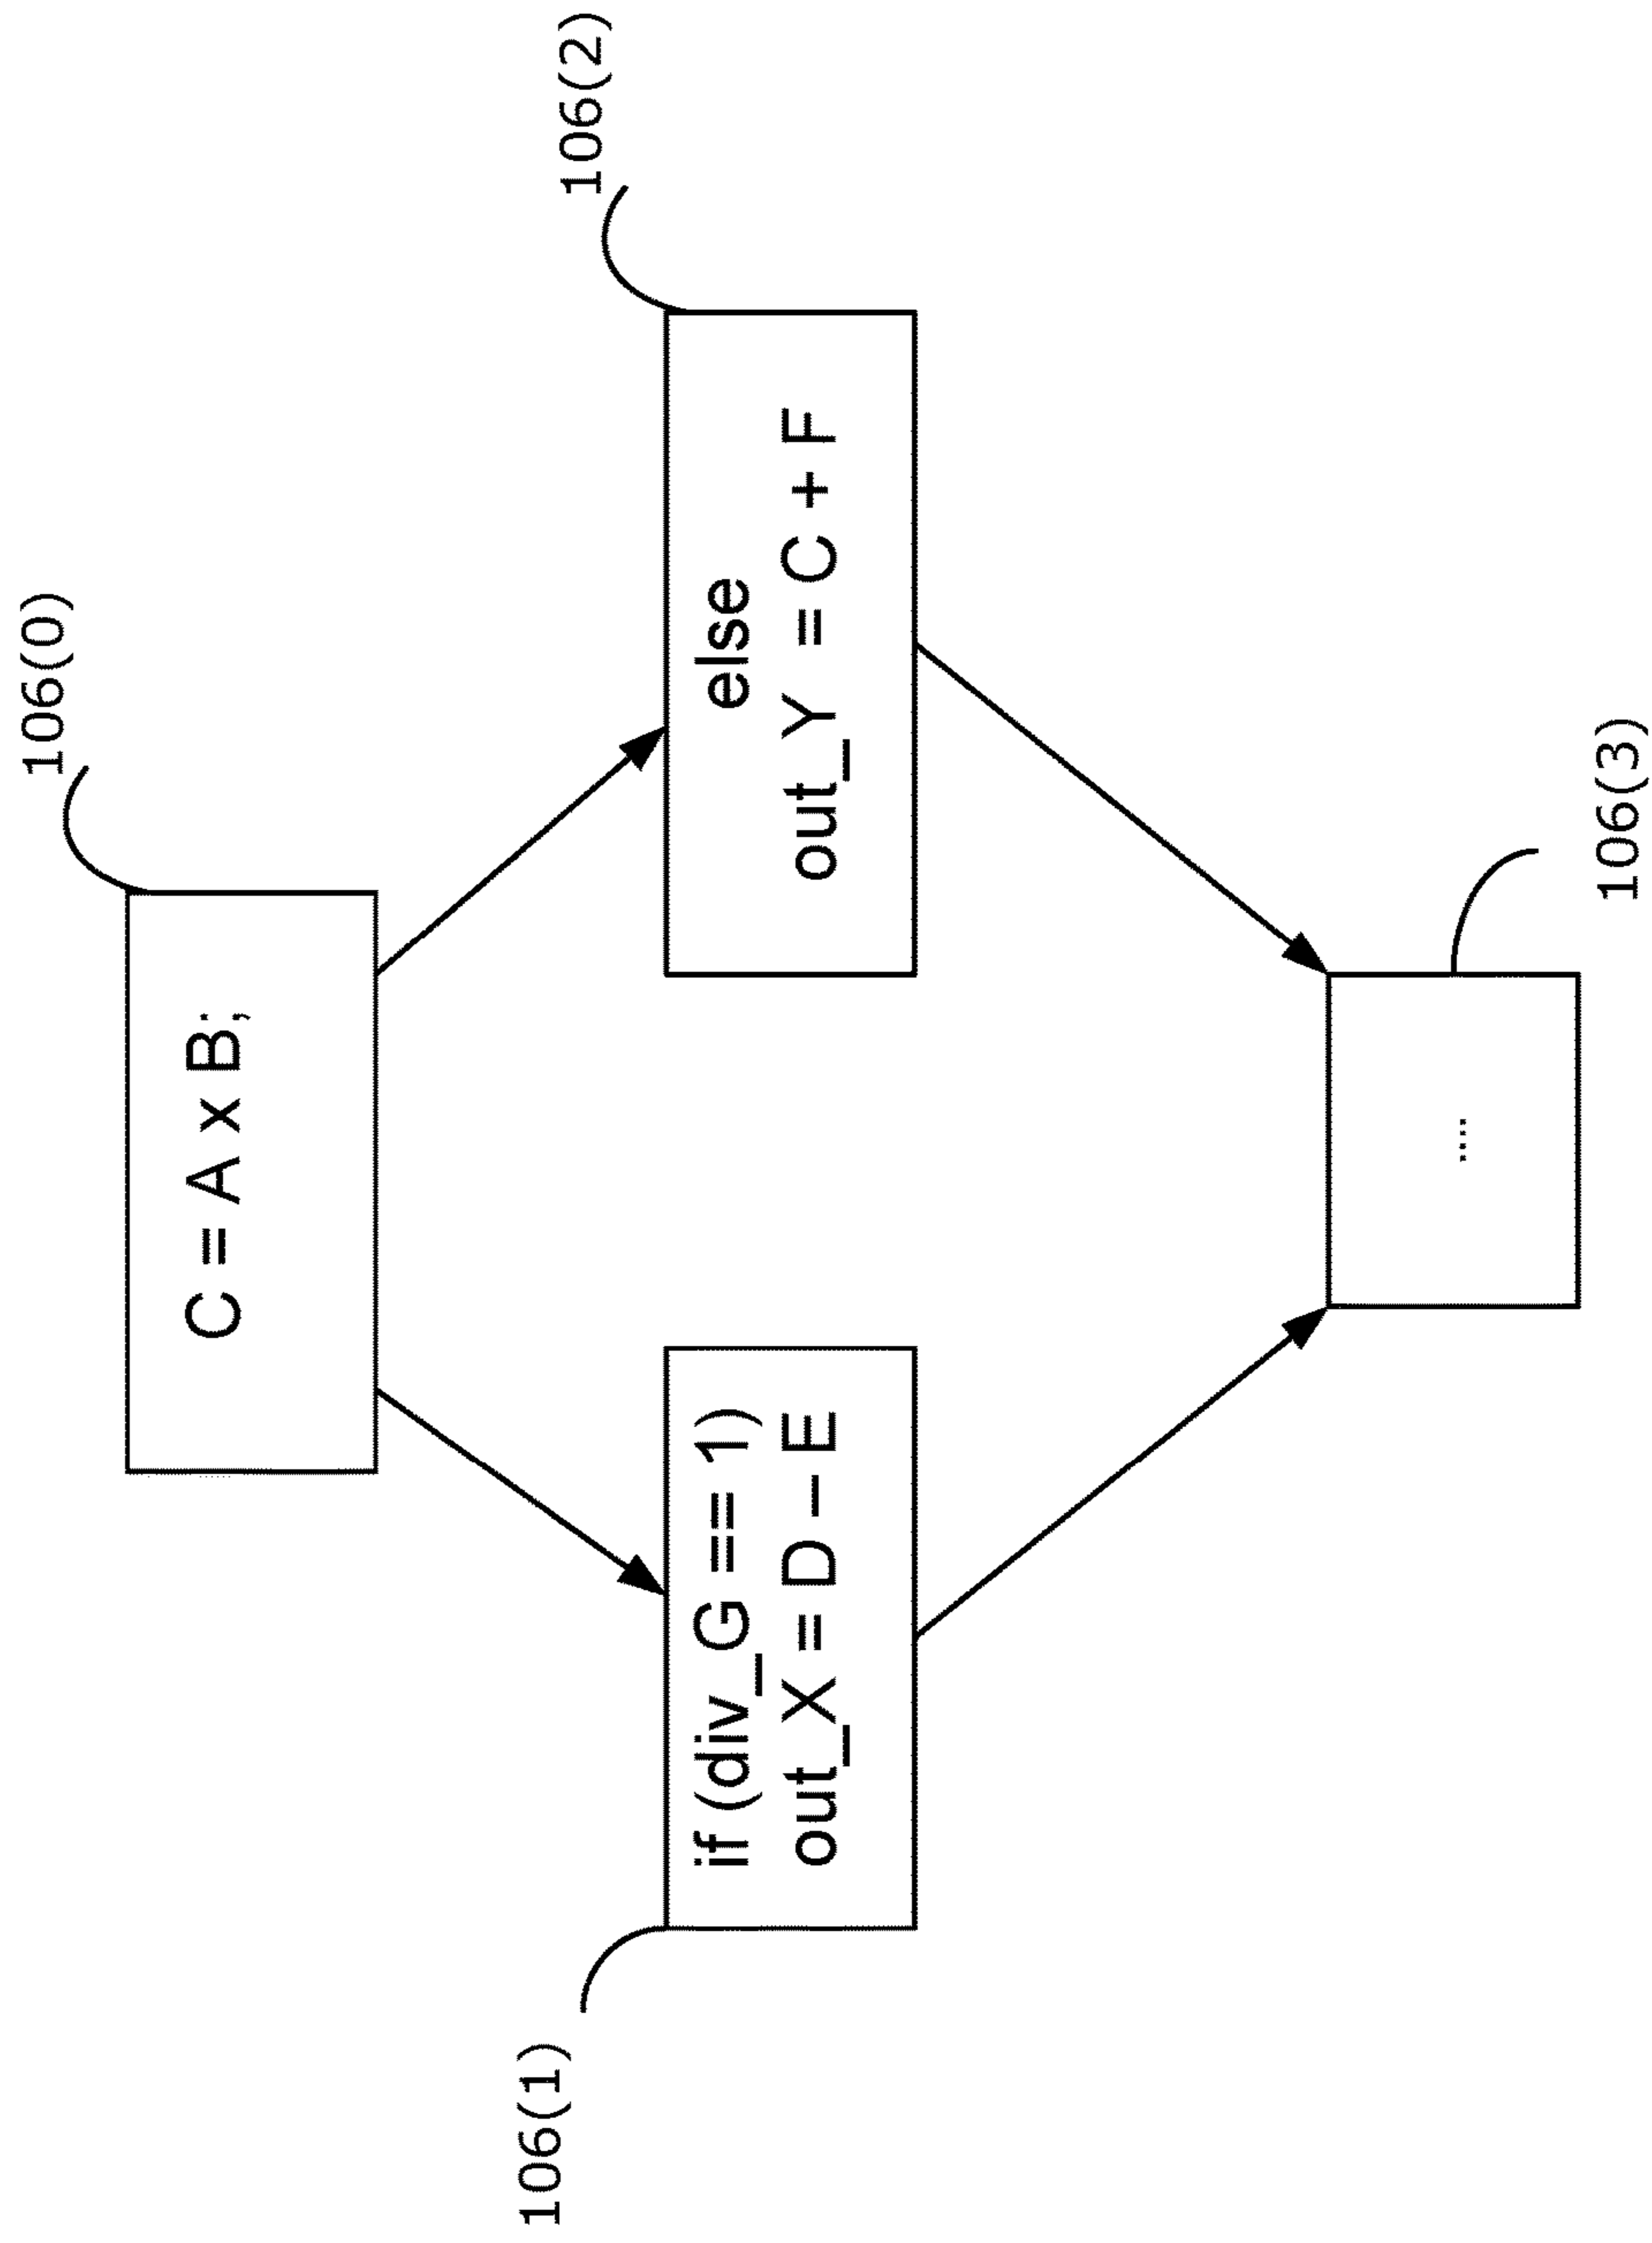 106(0)
C = A x B;
106(1)
if (div_G == 1)
out_X = D – E
106(2)
else
out_Y = C + F
....
106(3)